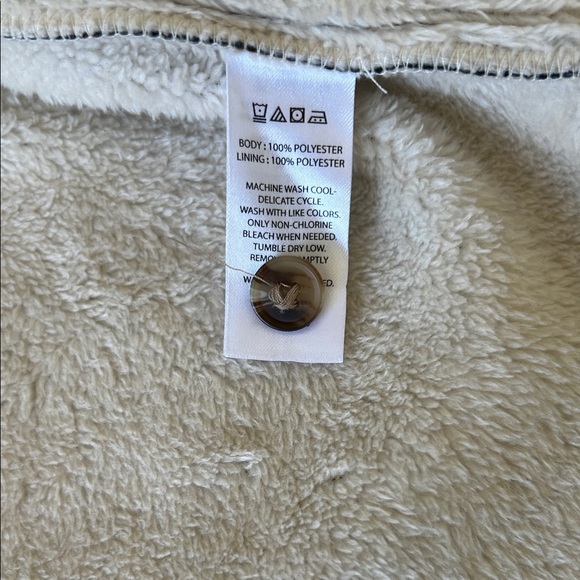 BODY : 100% POLYESTER
LINING : 100% POLYESTER
MACHINE WASH COOL-
DELICATE CYCLE.
WASH WITH LIKE COLORS.
ONLY NON-CHLORINE
BLEACH WHEN NEEDED.
TUMBLE DRY LOW.